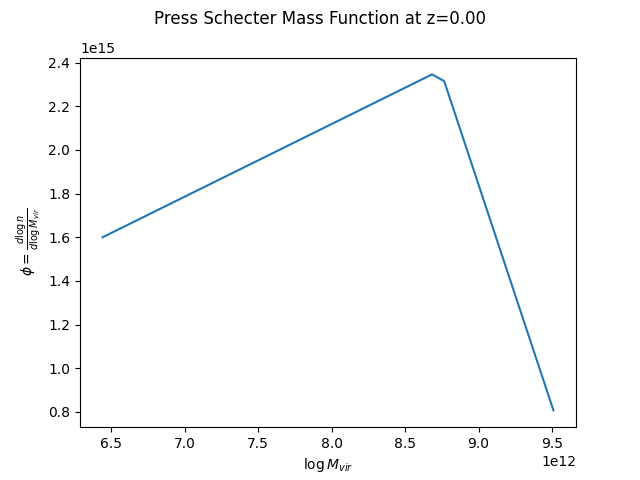 Press Schecter Mass Function at z=0.00
1e15
2.4
2.2
2.0
1.8
1.6
1.4
1.2
1.0
0.8
ϕ = d log n / d log M_vir
6.5 7.0 7.5 8.0 8.5 9.0 9.5
1e12
log M_vir